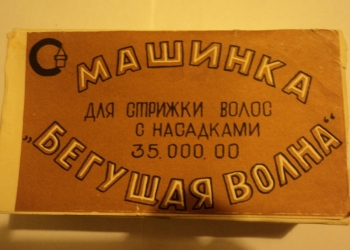 МАШИНКА
ДЛЯ СТРИЖКИ ВОЛОС
С НАСАДКАМИ
35.000.00
„БЕГУЩАЯ ВОЛНА“